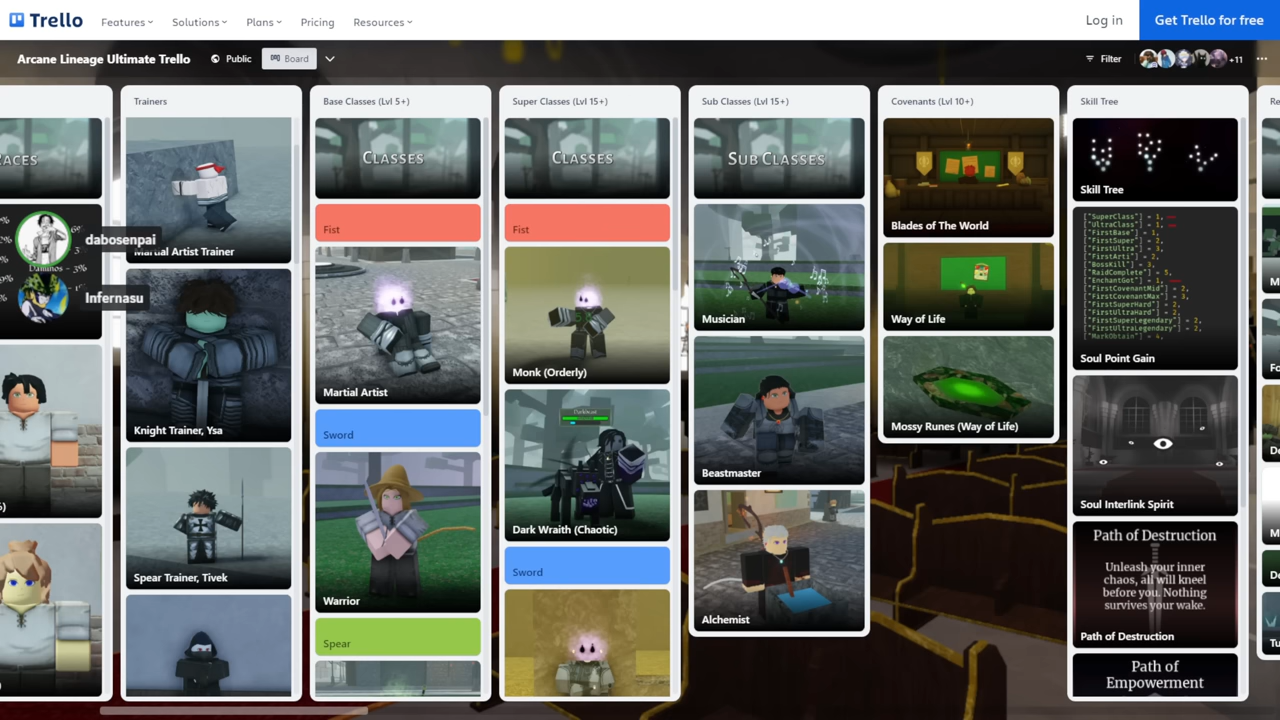 Trello
Features
Solutions
Plans
Pricing
Resources
Log in
Get Trello for free
Arcane Lineage Ultimate Trello
Public
Board
Filter
+11
ACES
dabosenpai
Daminos - 3%
Infernasu
Trainers
Martial Artist Trainer
Knight Trainer, Ysa
Spear Trainer, Tivek
Base Classes (Lvl 5+)
CLASSES
Fist
Martial Artist
Sword
Warrior
Spear
Super Classes (Lvl 15+)
CLASSES
Fist
Monk (Orderly)
Dark Wraith (Chaotic)
Sword
Sub Classes (Lvl 15+)
SUB CLASSES
Musician
Beastmaster
Alchemist
Covenants (Lvl 10+)
Blades of The World
Way of Life
Mossy Runes (Way of Life)
Skill Tree
Skill Tree
["SuperClass"] = 1,
["UltraClass"] = 1,
["FirstBase"] = 1,
["FirstSuper"] = 2,
["FirstUltra"] = 3,
["FirstArti"] = 2,
["BossKill"] = 3,
["RaidComplete"] = 5,
["EnchantGot"] = 1,
["FirstCovenantMid"] = 2,
["FirstCovenantMax"] = 3,
["FirstSuperHard"] = 2,
["FirstUltraHard"] = 2,
["FirstSuperLegendary"] = 2,
["FirstUltraLegendary"] = 2,
["MarkObtain"] = 4,
Soul Point Gain
Soul Interlink Spirit
Path of Destruction
Unleash your inner
chaos, all will kneel
before you. Nothing
survives your wake.
Path of Destruction
Path of
Empowerment
Re